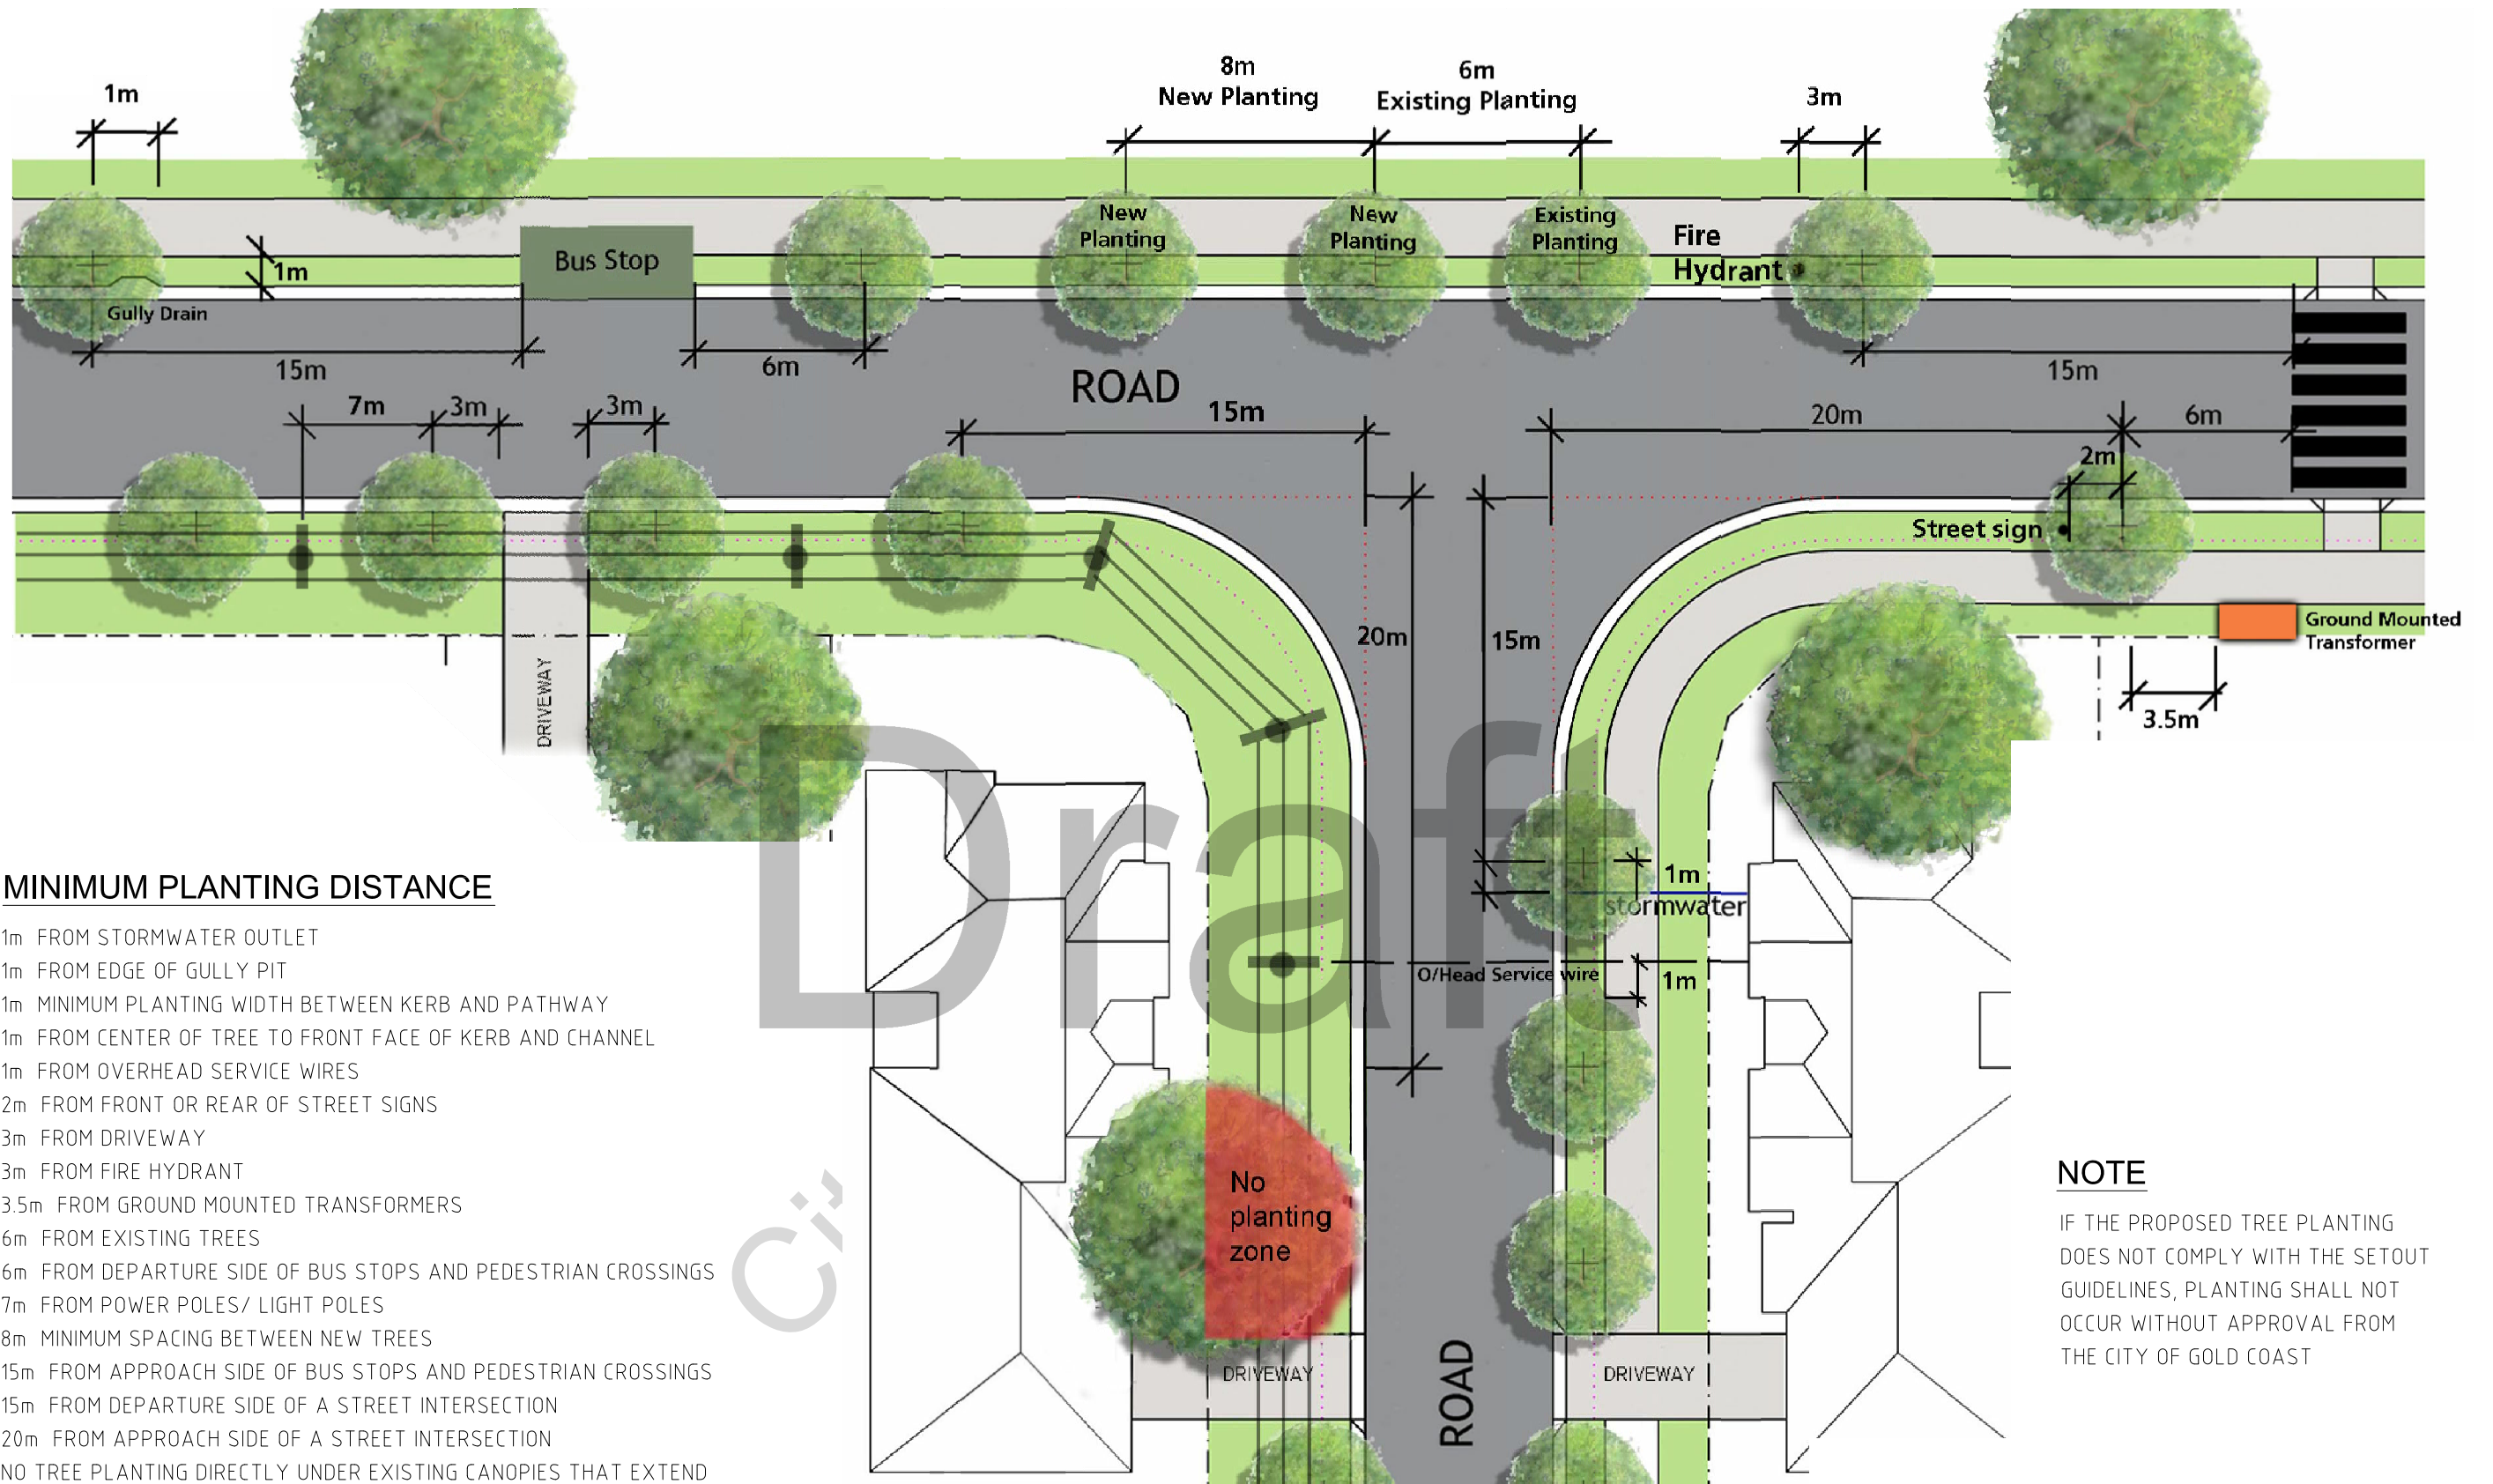 1m
8m
New Planting
6m
Existing Planting
3m
New
Planting
New
Planting
Existing
Planting
Fire
Hydrant
Bus Stop
1m
Gully Drain
15m
6m
ROAD
15m
7m
3m
3m
15m
20m
6m
2m
Street sign
20m
15m
Ground Mounted
Transformer
3.5m
DRIVEWAY
Draft
1m
stormwater
O/Head Service wire
1m
No
planting
zone
DRIVEWAY
DRIVEWAY
ROAD
MINIMUM PLANTING DISTANCE
1m FROM STORMWATER OUTLET
1m FROM EDGE OF GULLY PIT
1m MINIMUM PLANTING WIDTH BETWEEN KERB AND PATHWAY
1m FROM CENTER OF TREE TO FRONT FACE OF KERB AND CHANNEL
1m FROM OVERHEAD SERVICE WIRES
2m FROM FRONT OR REAR OF STREET SIGNS
3m FROM DRIVEWAY
3m FROM FIRE HYDRANT
3.5m FROM GROUND MOUNTED TRANSFORMERS
6m FROM EXISTING TREES
6m FROM DEPARTURE SIDE OF BUS STOPS AND PEDESTRIAN CROSSINGS
7m FROM POWER POLES/ LIGHT POLES
8m MINIMUM SPACING BETWEEN NEW TREES
15m FROM APPROACH SIDE OF BUS STOPS AND PEDESTRIAN CROSSINGS
15m FROM DEPARTURE SIDE OF A STREET INTERSECTION
20m FROM APPROACH SIDE OF A STREET INTERSECTION
NO TREE PLANTING DIRECTLY UNDER EXISTING CANOPIES THAT EXTEND
NOTE
IF THE PROPOSED TREE PLANTING
DOES NOT COMPLY WITH THE SETOUT
GUIDELINES, PLANTING SHALL NOT
OCCUR WITHOUT APPROVAL FROM
THE CITY OF GOLD COAST